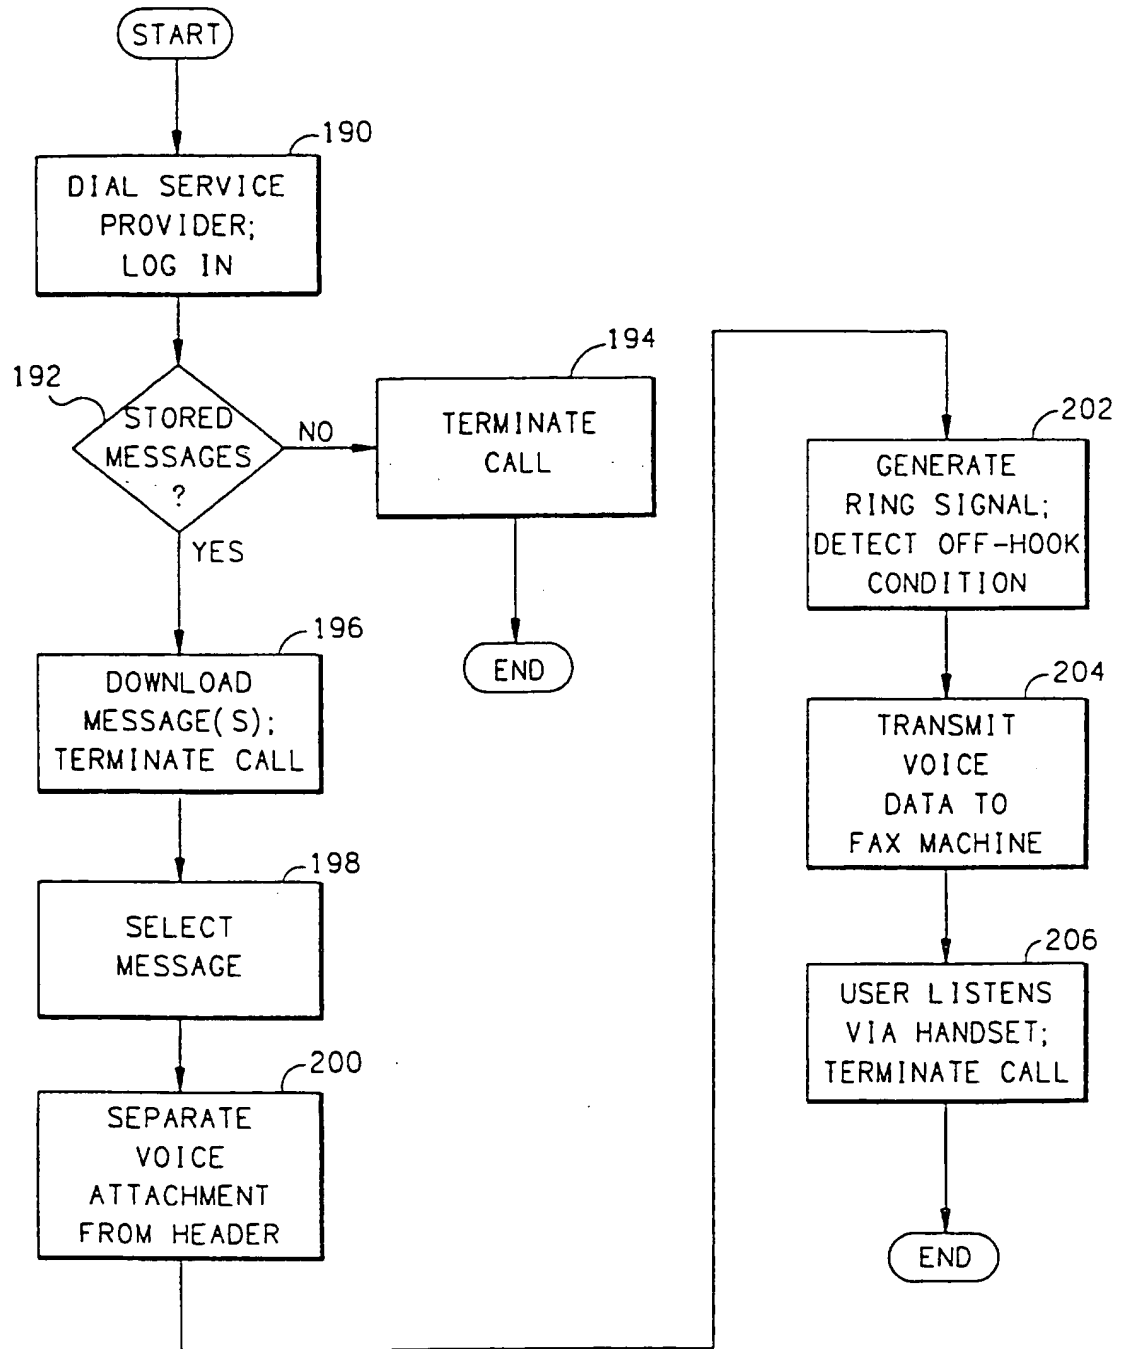 START
190
DIAL SERVICE
PROVIDER;
LOG IN
192
STORED
MESSAGES
?
NO
YES
194
TERMINATE
CALL
END
196
DOWNLOAD
MESSAGE(S);
TERMINATE CALL
198
SELECT
MESSAGE
200
SEPARATE
VOICE
ATTACHMENT
FROM HEADER
202
GENERATE
RING SIGNAL;
DETECT OFF-HOOK
CONDITION
204
TRANSMIT
VOICE
DATA TO
FAX MACHINE
206
USER LISTENS
VIA HANDSET;
TERMINATE CALL
END